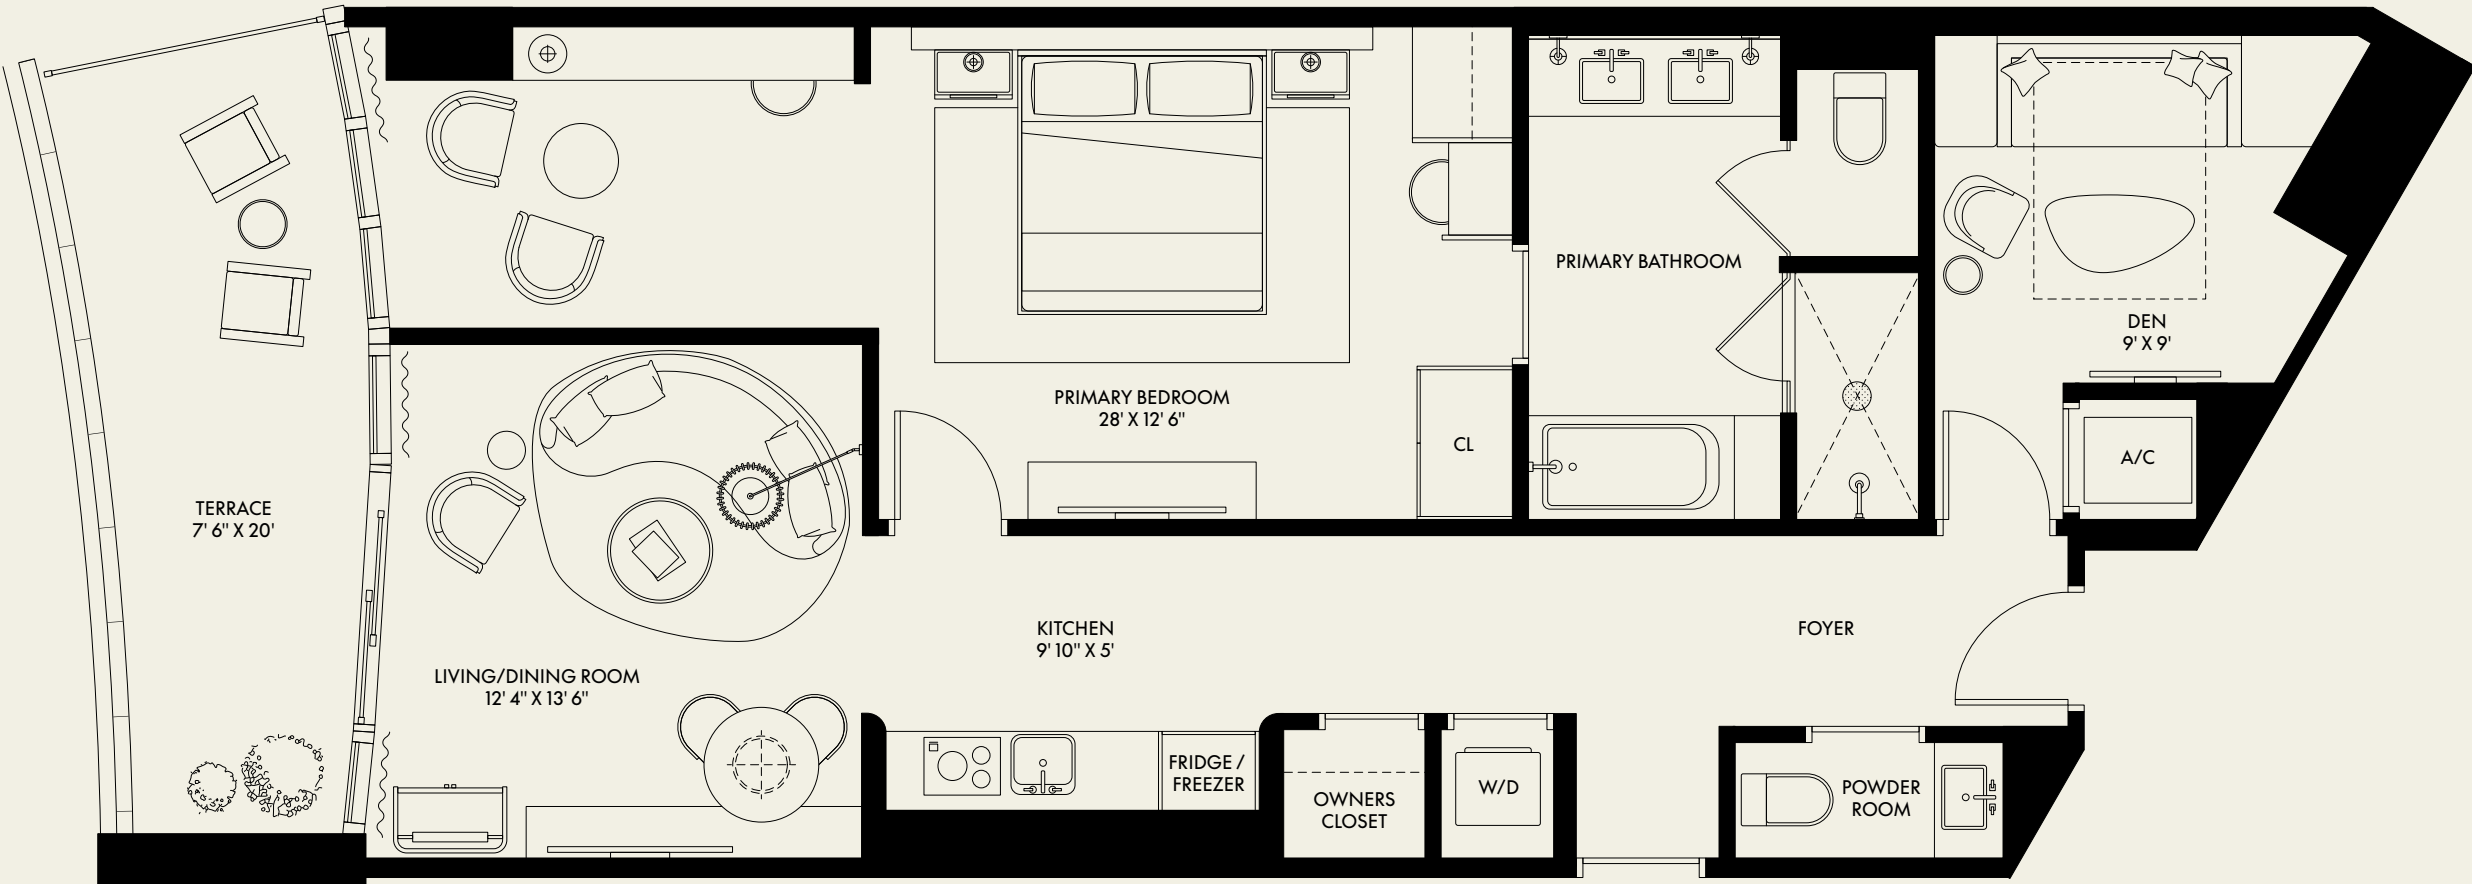 PRIMARY BATHROOM
DEN
9' X 9'
PRIMARY BEDROOM
28' X 12' 6"
CL
A/C
TERRACE
7' 6" X 20'
KITCHEN
9' 10" X 5'
FOYER
LIVING/DINING ROOM
12' 4" X 13' 6"
FRIDGE /
FREEZER
OWNERS
CLOSET
W/D
POWDER
ROOM